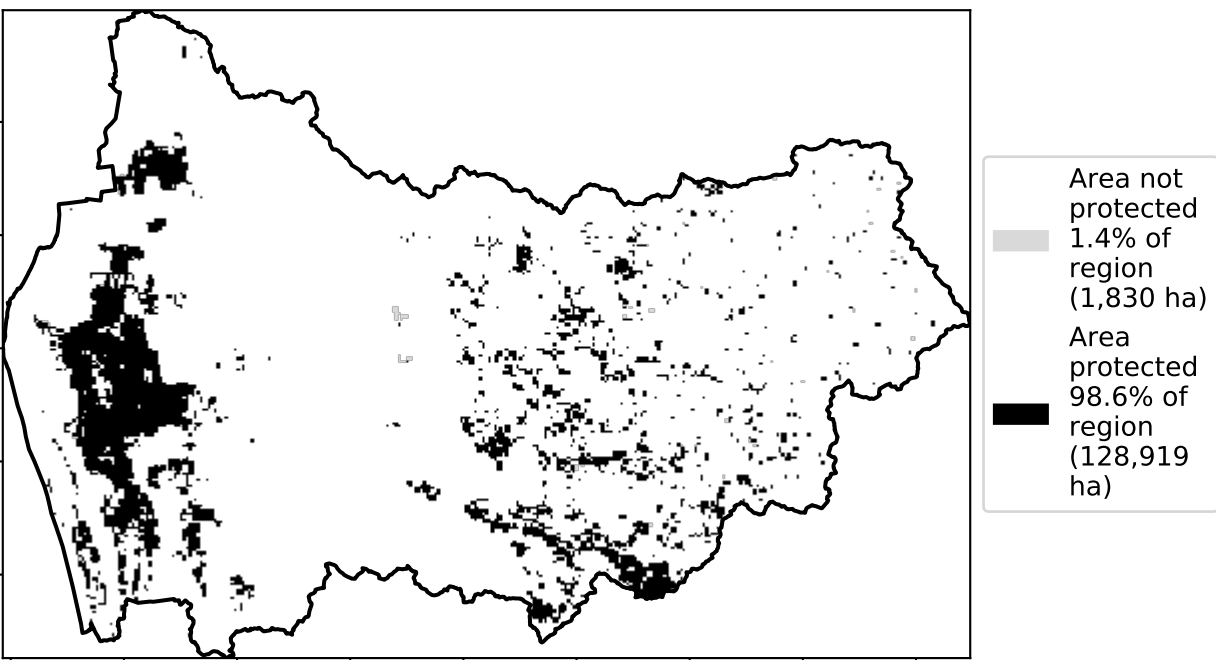 Area not
protected
1.4% of
region
(1,830 ha)
Area
protected
98.6% of
region
(128,919
ha)